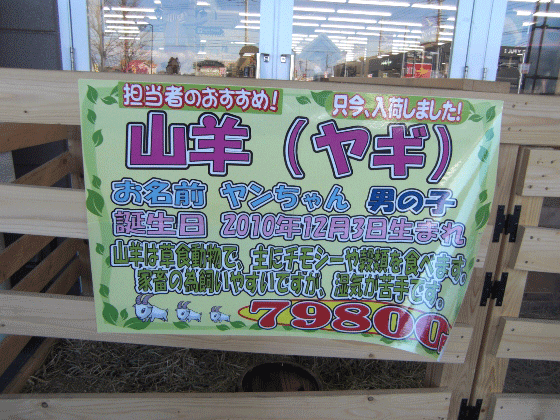 担当者のおすすめ!
只今、入荷しました!
山羊（ヤギ）
お名前 ヤンちゃん 男の子
誕生日 2010年12月3日生まれ
山羊は草食動物で、主にチモシーや穀類を食べます。
家畜の為飼いやすいですが、湿気が苦手です。
79800